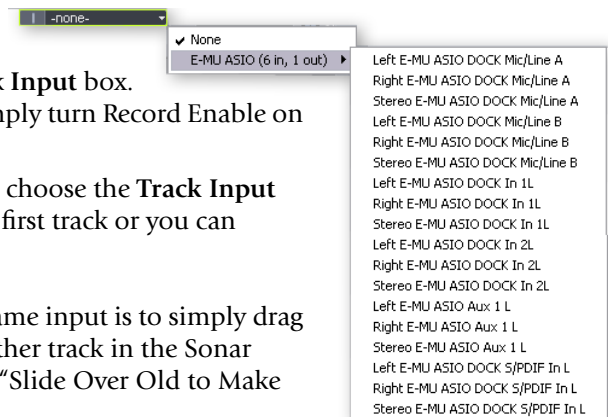 I -none-
None
E-MU ASIO (6 in, 1 out)
Input box.
turn Record Enable on
choose the Track Input
first track or you can
ame input is to simply drag
ther track in the Sonar
“Slide Over Old to Make
Left E-MU ASIO DOCK Mic/Line A
Right E-MU ASIO DOCK Mic/Line A
Stereo E-MU ASIO DOCK Mic/Line A
Left E-MU ASIO DOCK Mic/Line B
Right E-MU ASIO DOCK Mic/Line B
Stereo E-MU ASIO DOCK Mic/Line B
Left E-MU ASIO DOCK In 1L
Right E-MU ASIO DOCK In 1L
Stereo E-MU ASIO DOCK In 1L
Left E-MU ASIO DOCK In 2L
Right E-MU ASIO DOCK In 2L
Stereo E-MU ASIO DOCK In 2L
Left E-MU ASIO Aux 1 L
Right E-MU ASIO Aux 1 L
Stereo E-MU ASIO Aux 1 L
Left E-MU ASIO DOCK S/PDIF In L
Right E-MU ASIO DOCK S/PDIF In L
Stereo E-MU ASIO DOCK S/PDIF In L